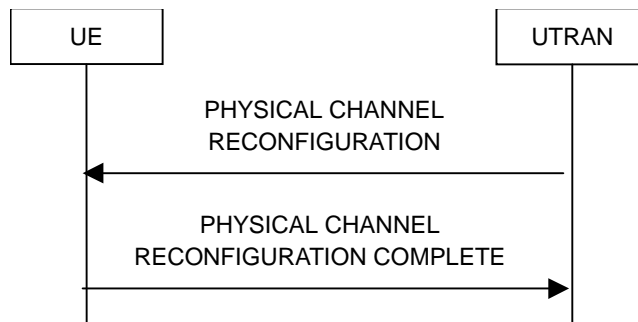 UE
UTRAN
PHYSICAL CHANNEL
RECONFIGURATION
PHYSICAL CHANNEL
RECONFIGURATION COMPLETE